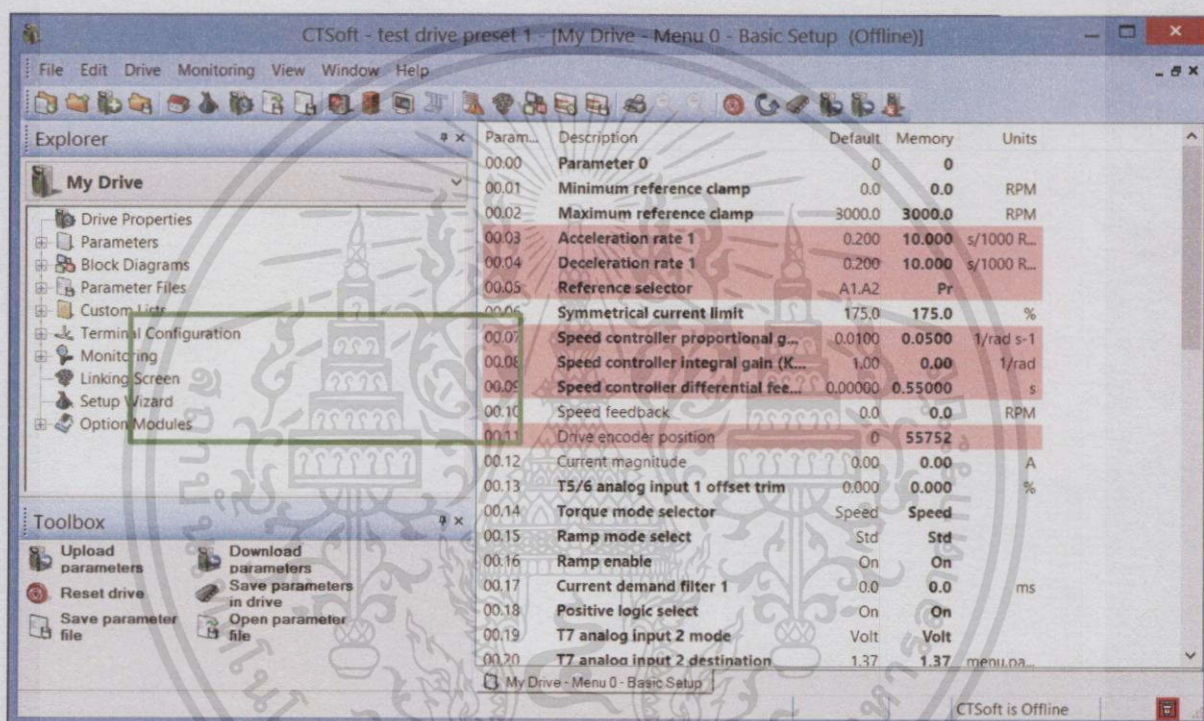 CTSoft - test drive preset 1 - [My Drive - Menu 0 - Basic Setup (Offline)]
File Edit Drive Monitoring View Window Help
Explorer
My Drive
Drive Properties
Parameters
Block Diagrams
Parameter Files
Custom Lists
Terminal Configuration
Monitoring
Linking Screen
Setup Wizard
Option Modules
Toolbox
Upload parameters
Download parameters
Reset drive
Save parameters in drive
Save parameter file
Open parameter file
Param... Description Default Memory Units
00.00 Parameter 0 0 0
00.01 Minimum reference clamp 0.0 0.0 RPM
00.02 Maximum reference clamp 3000.0 3000.0 RPM
00.03 Acceleration rate 1 0.200 10.000 s/1000 R...
00.04 Deceleration rate 1 0.200 10.000 s/1000 R...
00.05 Reference selector A1.A2 Pr
00.06 Symmetrical current limit 175.0 175.0 %
00.07 Speed controller proportional g... 0.0100 0.0500 1/rad s-1
00.08 Speed controller integral gain (K... 1.00 0.00 1/rad
00.09 Speed controller differential fee... 0.00000 0.55000 s
00.10 Speed feedback 0.0 0.0 RPM
00.11 Drive encoder position 0 55752
00.12 Current magnitude 0.00 0.00 A
00.13 T5/6 analog input 1 offset trim 0.000 0.000 %
00.14 Torque mode selector Speed Speed
00.15 Ramp mode select Std Std
00.16 Ramp enable On On
00.17 Current demand filter 1 0.0 0.0 ms
00.18 Positive logic select On On
00.19 T7 analog input 2 mode Volt Volt
00.20 T7 analog input 2 destination 1.37 1.37 menu.pa...
My Drive - Menu 0 - Basic Setup
CTSoft is Offline